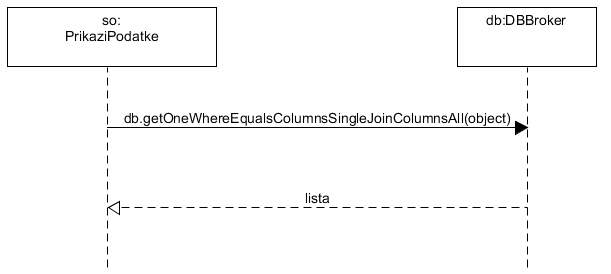 so:
PrikaziPodatke
db:DBBroker
db.getOneWhereEqualsColumnsSingleJoinColumnsAll(object)
lista